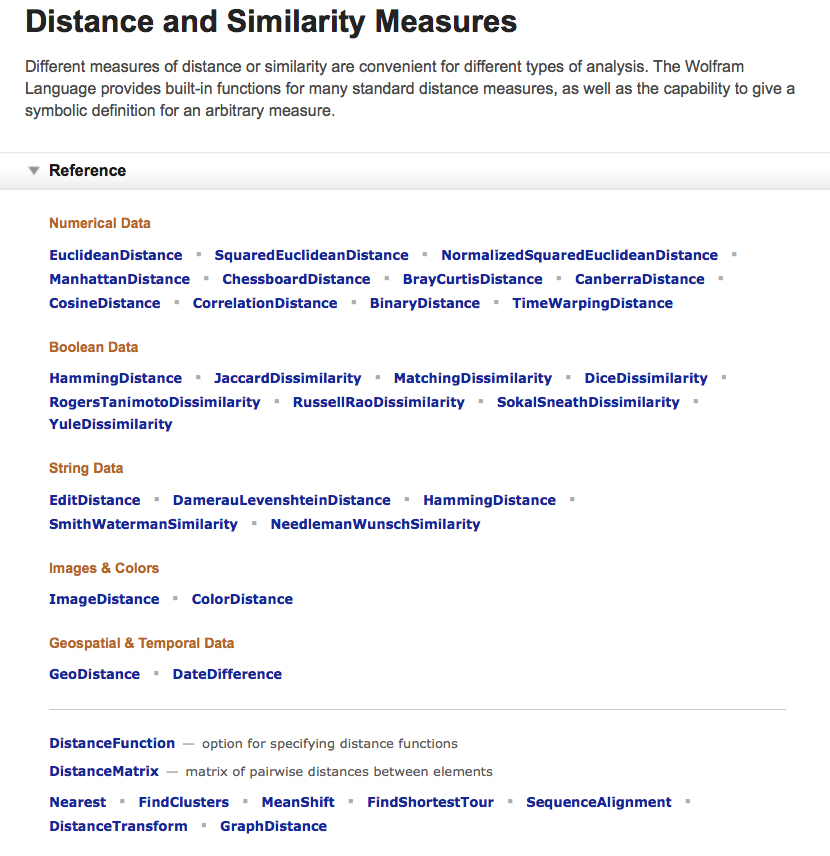 Distance and Similarity Measures
Different measures of distance or similarity are convenient for different types of analysis. The Wolfram
Language provides built-in functions for many standard distance measures, as well as the capability to give a
symbolic definition for an arbitrary measure.
Reference
Numerical Data
EuclideanDistance ▪ SquaredEuclideanDistance ▪ NormalizedSquaredEuclideanDistance ▪
ManhattanDistance ▪ ChessboardDistance ▪ BrayCurtisDistance ▪ CanberraDistance ▪
CosineDistance ▪ CorrelationDistance ▪ BinaryDistance ▪ TimeWarpingDistance
Boolean Data
HammingDistance ▪ JaccardDissimilarity ▪ MatchingDissimilarity ▪ DiceDissimilarity ▪
RogersTanimotoDissimilarity ▪ RussellRaoDissimilarity ▪ SokalSneathDissimilarity ▪
YuleDissimilarity
String Data
EditDistance ▪ DamerauLevenshteinDistance ▪ HammingDistance ▪
SmithWatermanSimilarity ▪ NeedlemanWunschSimilarity
Images & Colors
ImageDistance ▪ ColorDistance
Geospatial & Temporal Data
GeoDistance ▪ DateDifference
DistanceFunction — option for specifying distance functions
DistanceMatrix — matrix of pairwise distances between elements
Nearest ▪ FindClusters ▪ MeanShift ▪ FindShortestTour ▪ SequenceAlignment ▪
DistanceTransform ▪ GraphDistance